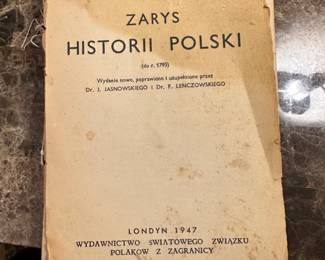 ZARYS
HISTORII POLSKI
(do r. 1795)
Wydanie nowe, poprawione i uzupełnione przez
Dr. J. JASNOWSKIEGO i Dr. F. LENCZOWSKIEGO
LONDYN 1947
WYDAWNICTWO ŚWIATOWEGO ZWIĄZKU
POLAKÓW Z ZAGRANICY